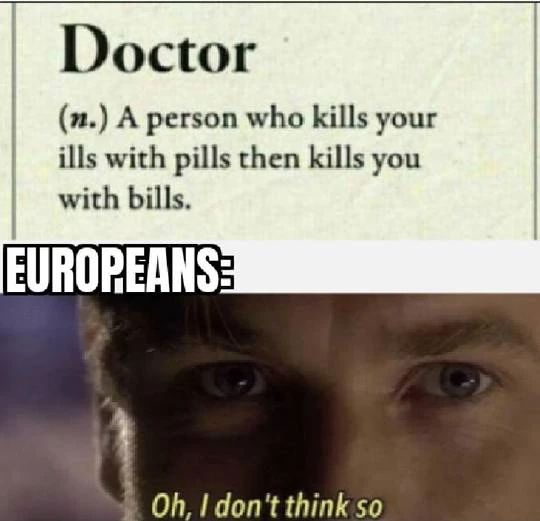 Doctor
(n.) A person who kills your
ills with pills then kills you
with bills.
EUROPEANS:
Oh, I don't think so